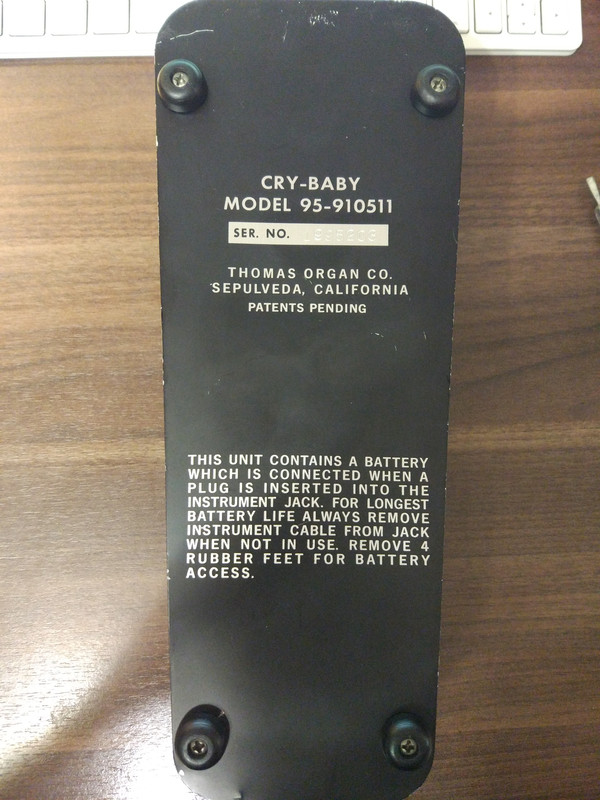 CRY-BABY
MODEL 95-910511
SER. NO.
THOMAS ORGAN CO.
SEPULVEDA, CALIFORNIA
PATENTS PENDING
THIS UNIT CONTAINS A BATTERY
WHICH IS CONNECTED WHEN A
PLUG IS INSERTED INTO THE
INSTRUMENT JACK. FOR LONGEST
BATTERY LIFE ALWAYS REMOVE
INSTRUMENT CABLE FROM JACK
WHEN NOT IN USE. REMOVE 4
RUBBER FEET FOR BATTERY
ACCESS.